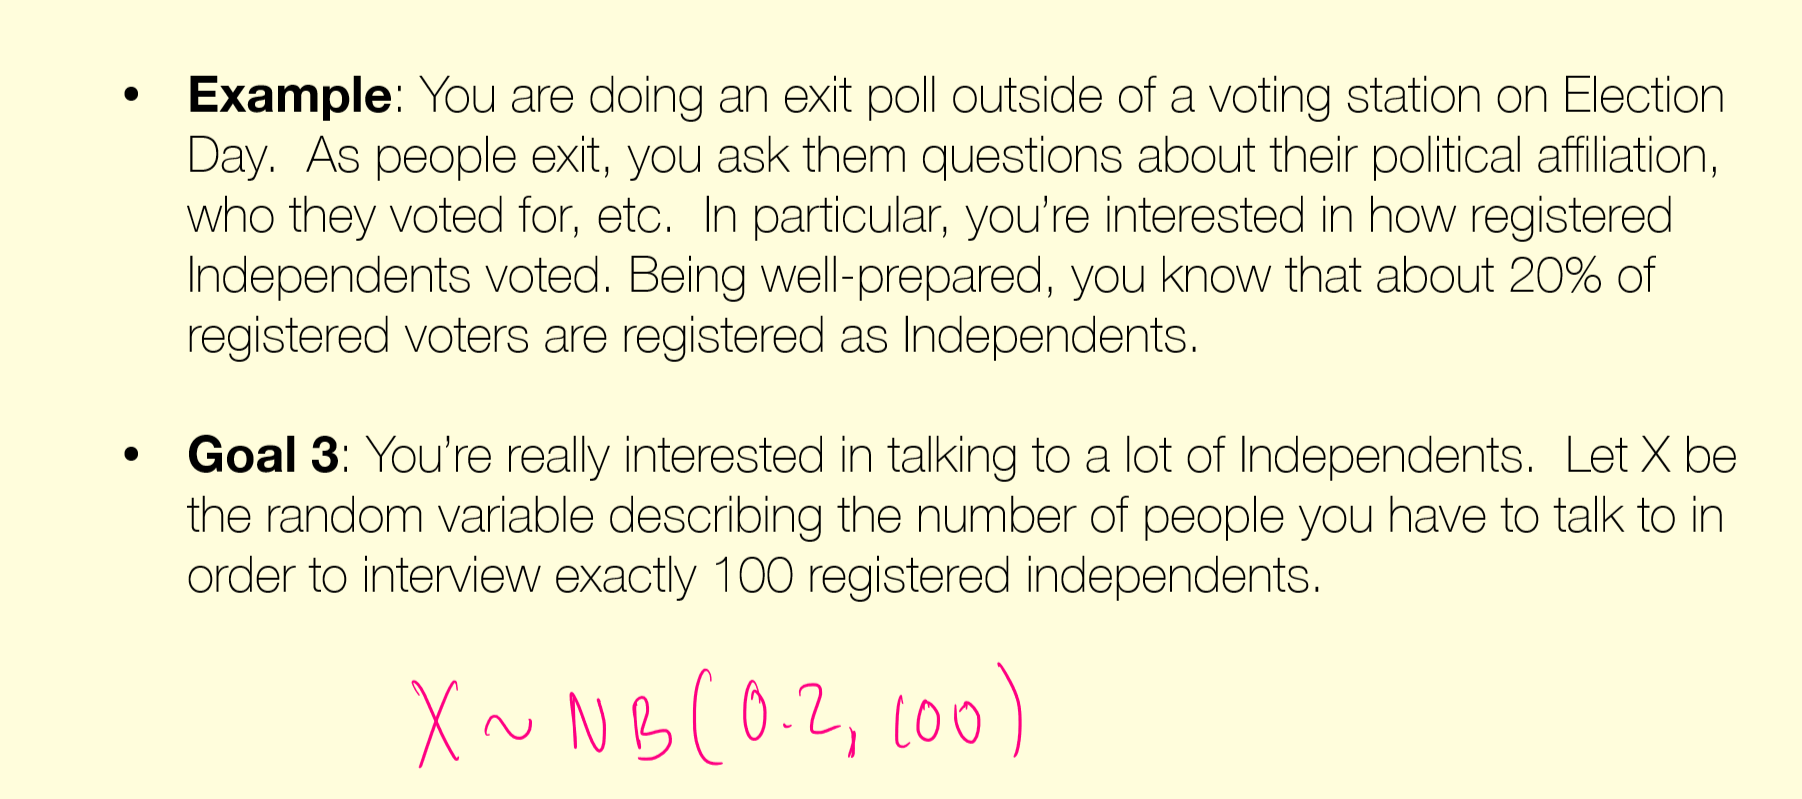 • Example: You are doing an exit poll outside of a voting station on Election
Day.  As people exit, you ask them questions about their political affiliation,
who they voted for, etc.  In particular, you’re interested in how registered
Independents voted. Being well-prepared, you know that about 20% of
registered voters are registered as Independents.
• Goal 3: You’re really interested in talking to a lot of Independents.  Let X be
the random variable describing the number of people you have to talk to in
order to interview exactly 100 registered independents.
X ~ NB(0.2, 100)